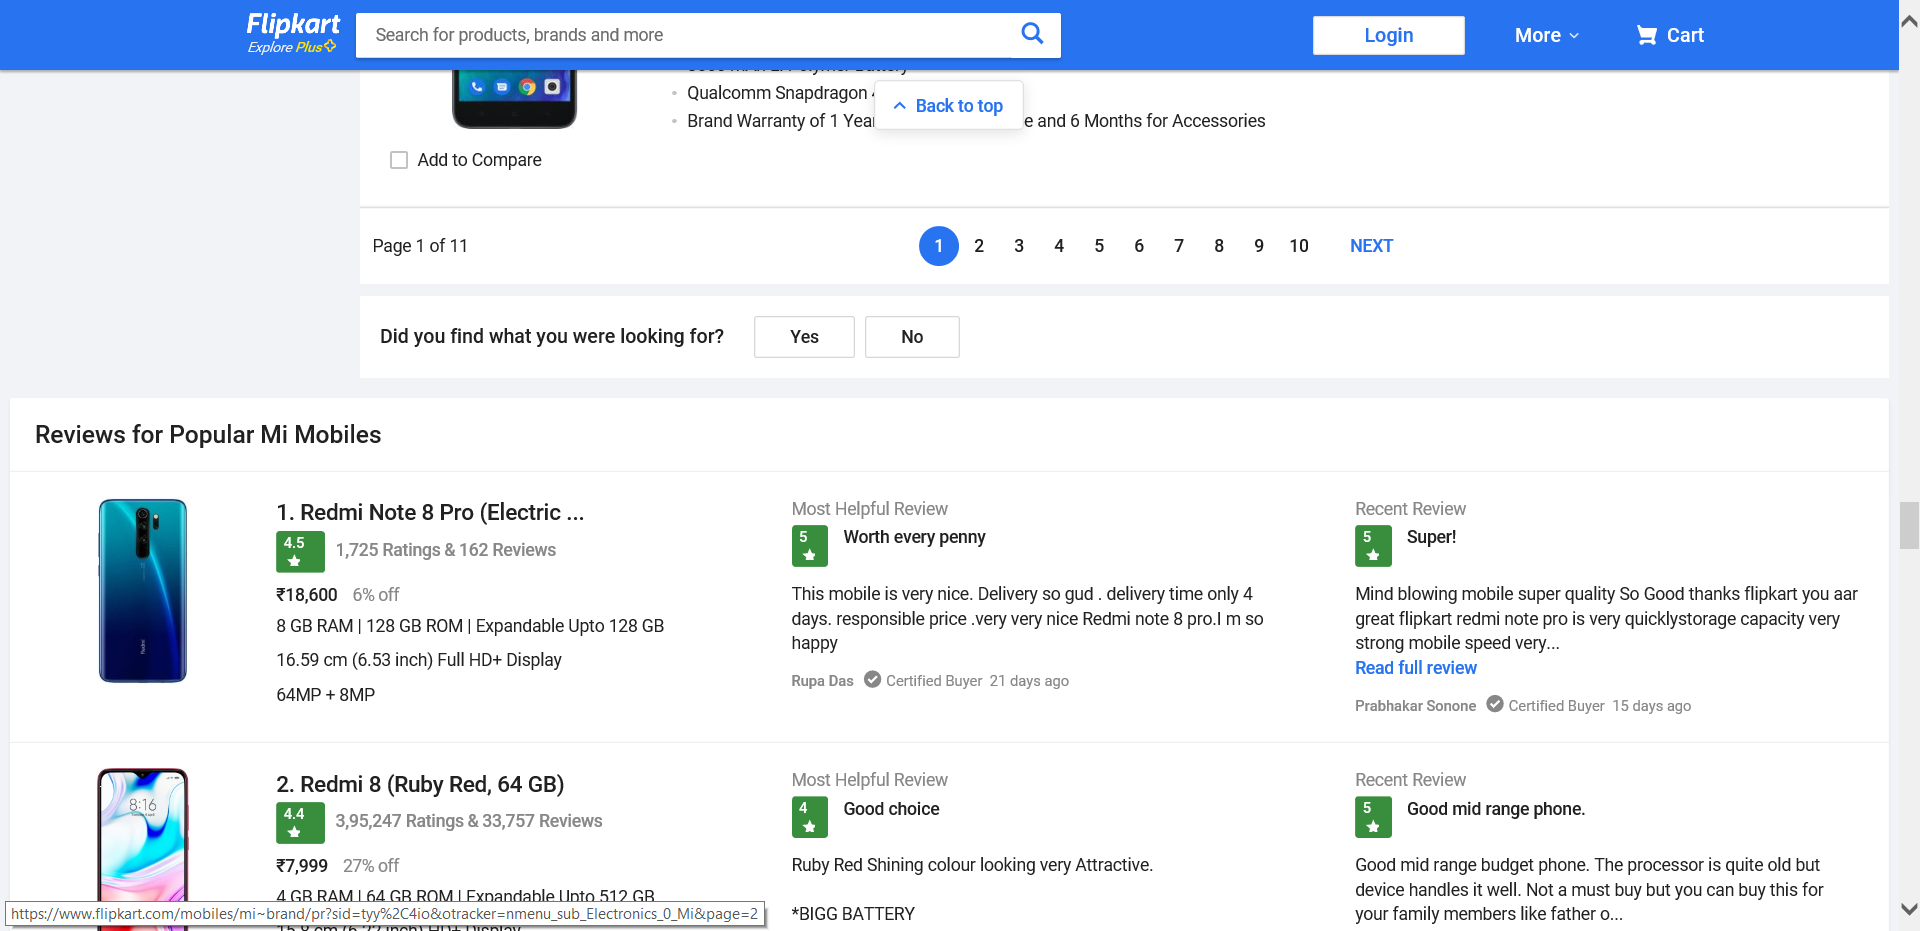 Flipkart
Explore Plus
Search for products, brands and more
Login
More
Cart
Qualcomm Snapdragon
Back to top
Brand Warranty of 1 Year
e and 6 Months for Accessories
Add to Compare
Page 1 of 11
1 2 3 4 5 6 7 8 9 10 NEXT
Did you find what you were looking for?
Yes
No
Reviews for Popular Mi Mobiles
1. Redmi Note 8 Pro (Electric ...
4.5
1,725 Ratings & 162 Reviews
₹18,600 6% off
8 GB RAM | 128 GB ROM | Expandable Upto 128 GB
16.59 cm (6.53 inch) Full HD+ Display
64MP + 8MP
Most Helpful Review
5
Worth every penny
This mobile is very nice. Delivery so gud . delivery time only 4
days. responsible price .very very nice Redmi note 8 pro.I m so
happy
Rupa Das Certified Buyer 21 days ago
Recent Review
5
Super!
Mind blowing mobile super quality So Good thanks flipkart you aar
great flipkart redmi note pro is very quicklystorage capacity very
strong mobile speed very...
Read full review
Prabhakar Sonone Certified Buyer 15 days ago
8:16
2. Redmi 8 (Ruby Red, 64 GB)
4.4
3,95,247 Ratings & 33,757 Reviews
₹7,999 27% off
4 GB RAM | 64 GB ROM | Expandable Upto 512 GB
Most Helpful Review
4
Good choice
Ruby Red Shining colour looking very Attractive.
*BIGG BATTERY
Recent Review
5
Good mid range phone.
Good mid range budget phone. The processor is quite old but
device handles it well. Not a must buy but you can buy this for
your family members like father o...
https://www.flipkart.com/mobiles/mi~brand/pr?sid=tyy%2C4io&otracker=nmenu_sub_Electronics_0_Mi&page=2